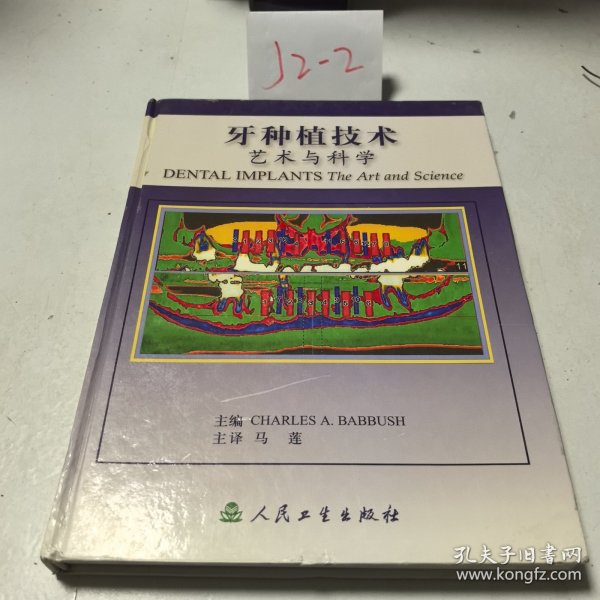 J2-2
牙种植技术
艺术与科学
DENTAL IMPLANTS The Art and Science
11
主编 CHARLES A. BABBUSH
主译 马 莲
人民卫生出版社
孔夫子旧书网
www.kongfz.com